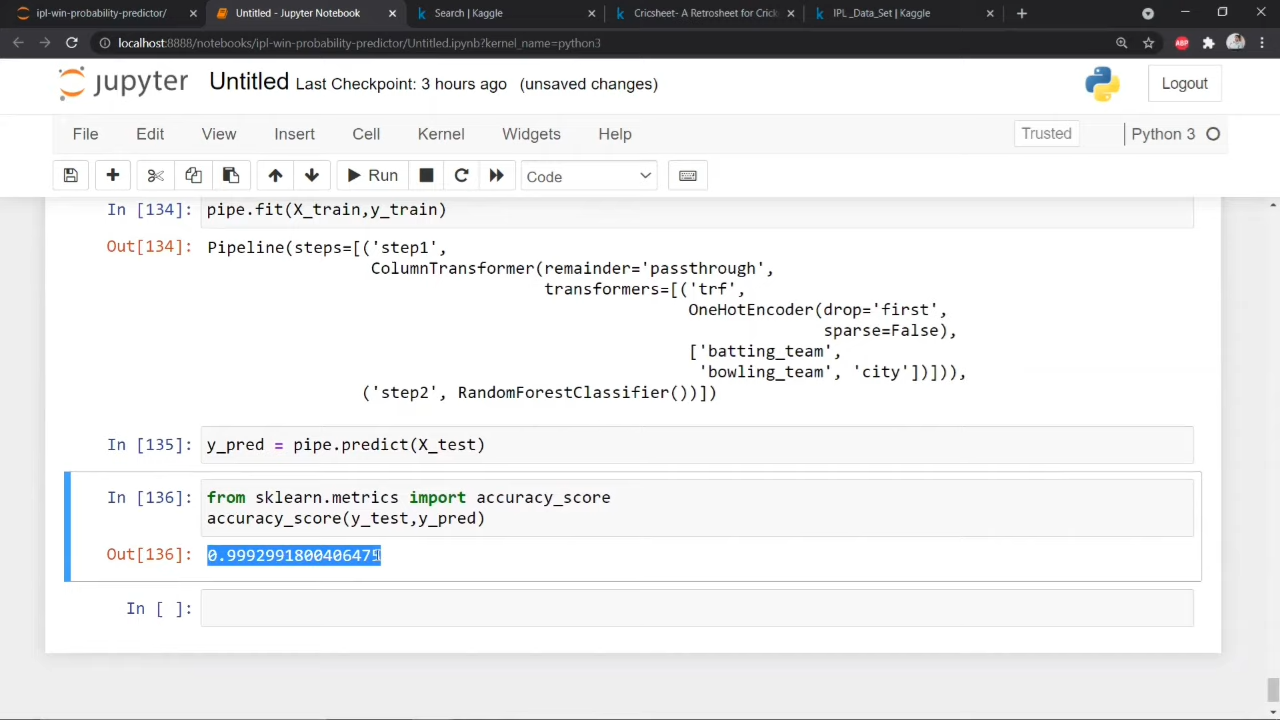 ipl-win-probability-predictor/
Untitled - Jupyter Notebook
Search | Kaggle
Cricsheet- A Retrosheet for Crick
IPL _Data_Set | Kaggle
localhost:8888/notebooks/ipl-win-probability-predictor/Untitled.ipynb?kernel_name=python3
ABP
jupyter Untitled Last Checkpoint: 3 hours ago (unsaved changes)
Logout
File Edit View Insert Cell Kernel Widgets Help
Trusted
Python 3
Run
Code
In [134]: pipe.fit(X_train,y_train)
Out[134]: Pipeline(steps=[('step1',
ColumnTransformer(remainder='passthrough',
transformers=[('trf',
OneHotEncoder(drop='first',
sparse=False),
['batting_team',
'bowling_team', 'city'])])),
('step2', RandomForestClassifier())])
In [135]: y_pred = pipe.predict(X_test)
In [136]: from sklearn.metrics import accuracy_score
accuracy_score(y_test,y_pred)
Out[136]: 0.9992991800406475
In [ ]: